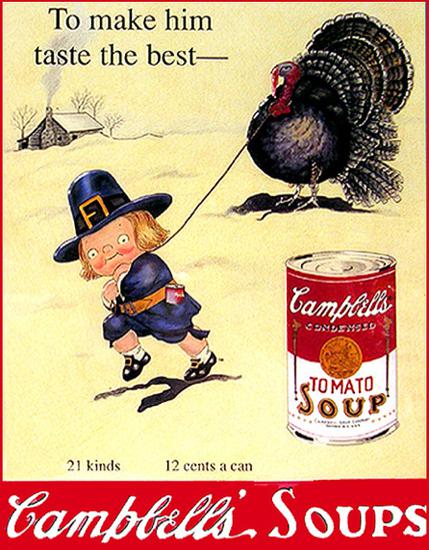 To make him
taste the best—
Campbell's
CONDENSED
TOMATO
SOUP
21 kinds 12 cents a can
Campbell's SOUPS